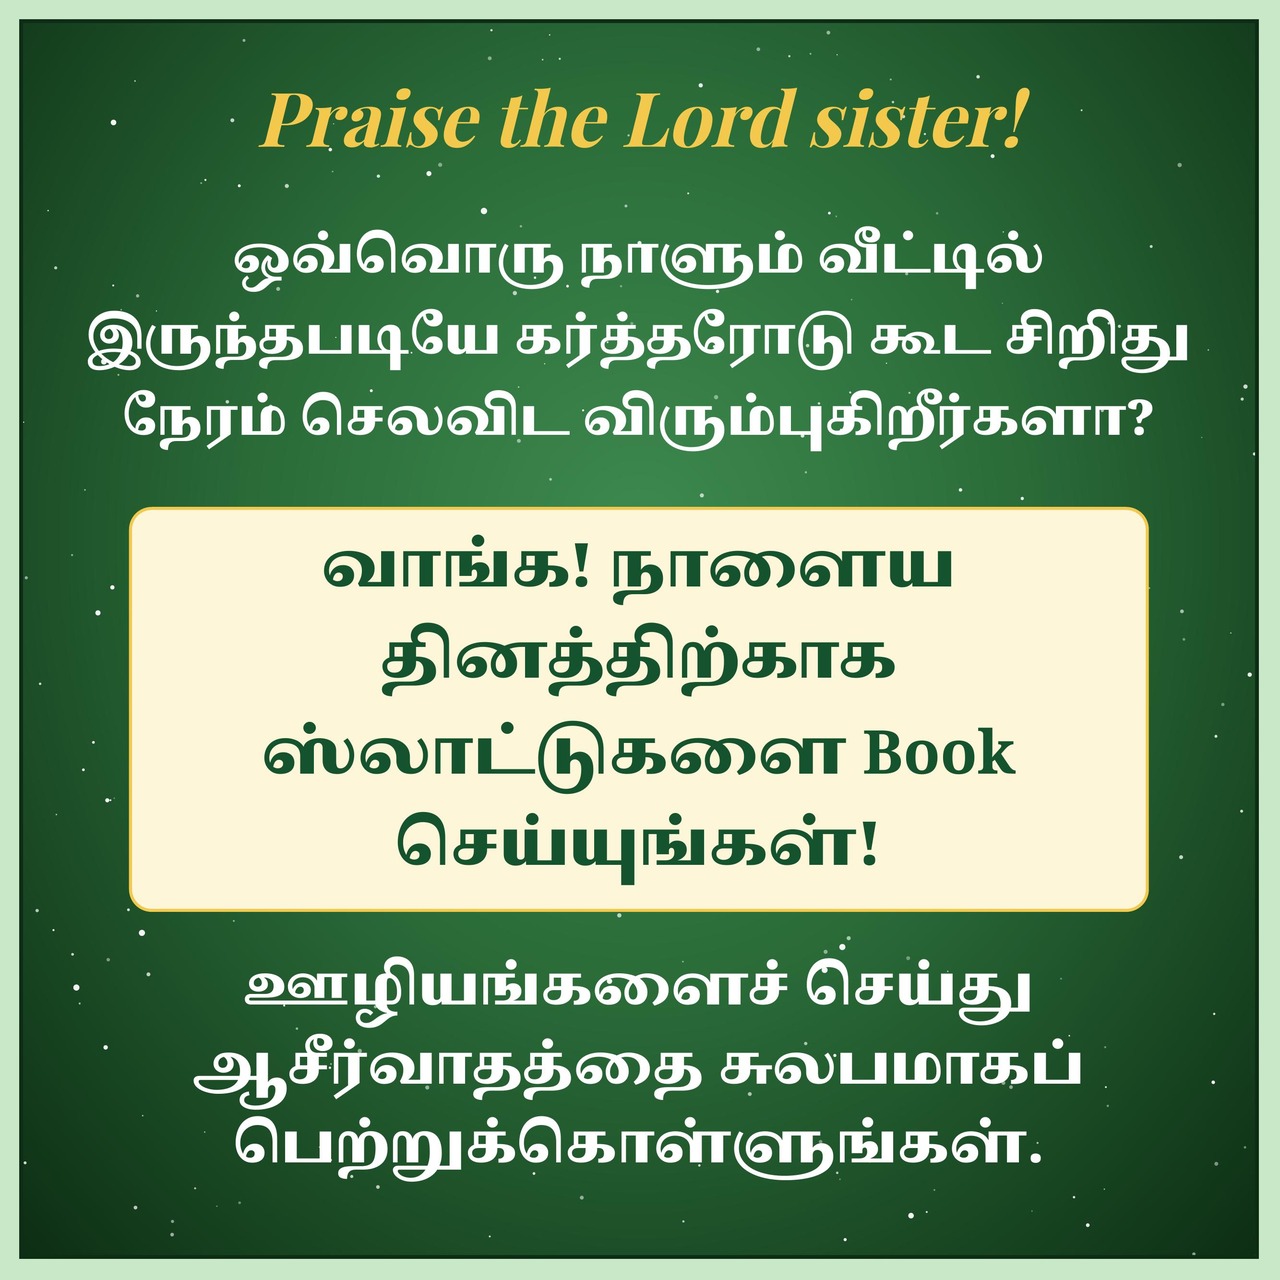 Praise the Lord sister!
ஒவ்வொரு நாளும் வீட்டில்
இருந்தபடியே கர்த்தரோடு கூட சிறிது
நேரம் செலவிட விரும்புகிறீர்களா?
வாங்க! நாளைய
தினத்திற்காக
ஸ்லாட்டுகளை Book
செய்யுங்கள்!
ஊழியங்களைச் செய்து
ஆசீர்வாதத்தை சுலபமாகப்
பெற்றுக்கொள்ளுங்கள்.